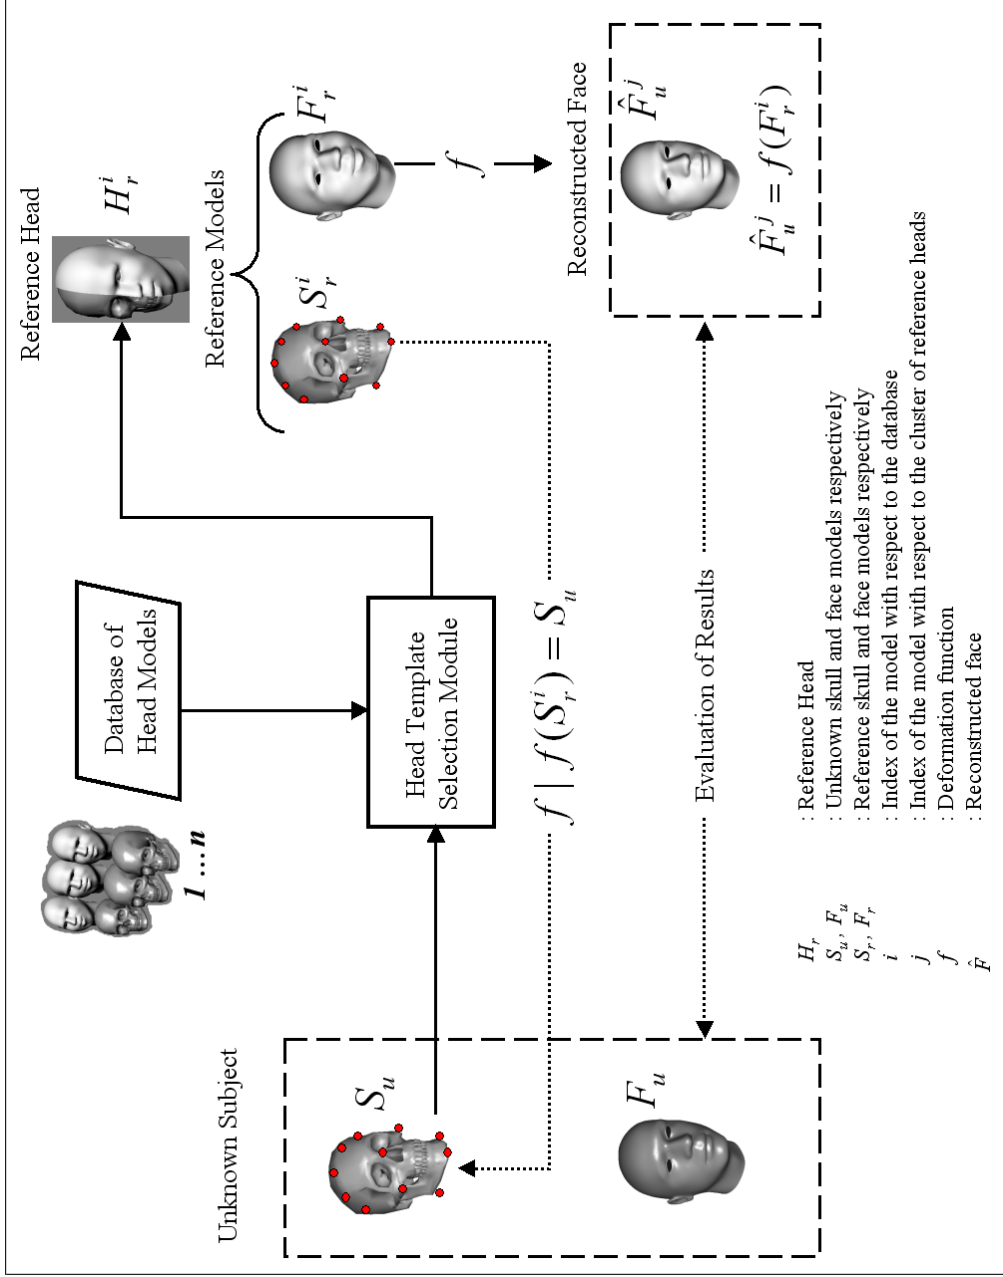 Unknown Subject
S_u
F_u
1 ... n
Database of
Head Models
Head Template
Selection Module
f | f (S_r^i) = S_u
Evaluation of Results
Reference Head
H_r^i
Reference Models
S_r^i
F_r^i
f
Reconstructed Face
F̂_u^j
F̂_u^j = f (F_r^i)
H_r : Reference Head
S_u, F_u : Unknown skull and face models respectively
S_r, F_r : Reference skull and face models respectively
i : Index of the model with respect to the database
j : Index of the model with respect to the cluster of reference heads
f : Deformation function
F̂ : Reconstructed face